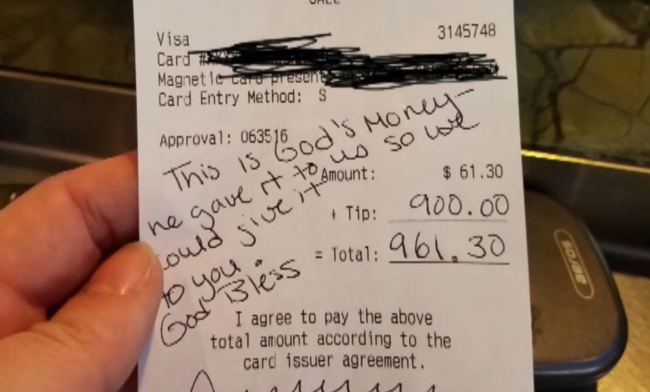 SALE
Visa
3145748
Card #
Magnetic card present
Card Entry Method: S
Approval: 063516
This is God's Money-
he gave it to us so we
could give it
to you.
God Bless
Amount: $ 61.30
+ Tip: 900.00
= Total: 961.30
I agree to pay the above
total amount according to the
card issuer agreement.